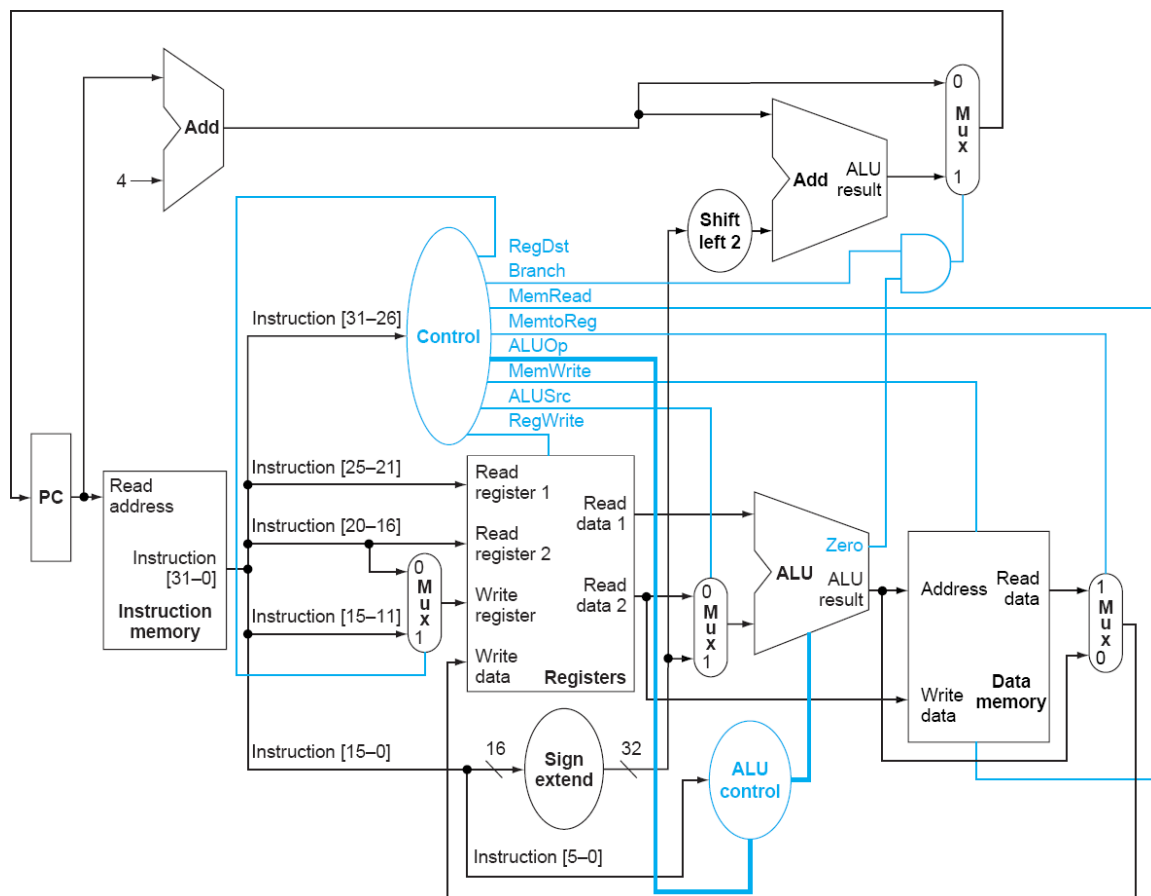 Add
4
0
Mux
1
Add
ALU
result
Shift
left 2
RegDst
Branch
MemRead
MemtoReg
ALUOp
MemWrite
ALUSrc
RegWrite
Control
Instruction [31–26]
PC
Read
address
Instruction
[31–0]
Instruction
memory
Instruction [25–21]
Instruction [20–16]
Instruction [15–11]
0
Mux
1
Read
register 1
Read
register 2
Write
register
Write
data
Read
data 1
Read
data 2
Registers
0
Mux
1
Zero
ALU
ALU
result
Address
Read
data
Write
data
Data
memory
1
Mux
0
Instruction [15–0]
16
Sign
extend
32
ALU
control
Instruction [5–0]